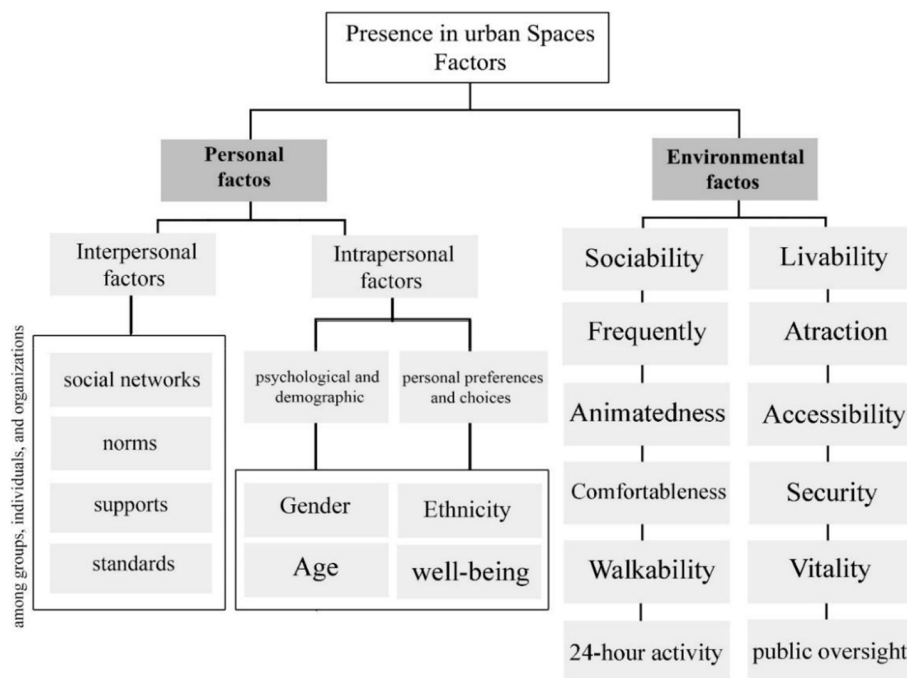 Presence in urban Spaces
Factors
Personal
factos
Environmental
factos
Interpersonal
factors
Intrapersonal
factors
among groups, individuals, and organizations
social networks
norms
supports
standards
psychological and
demographic
personal preferences
and choices
Gender
Ethnicity
Age
well-being
Sociability
Frequently
Animatedness
Comfortableness
Walkability
24-hour activity
Livability
Atraction
Accessibility
Security
Vitality
public oversight